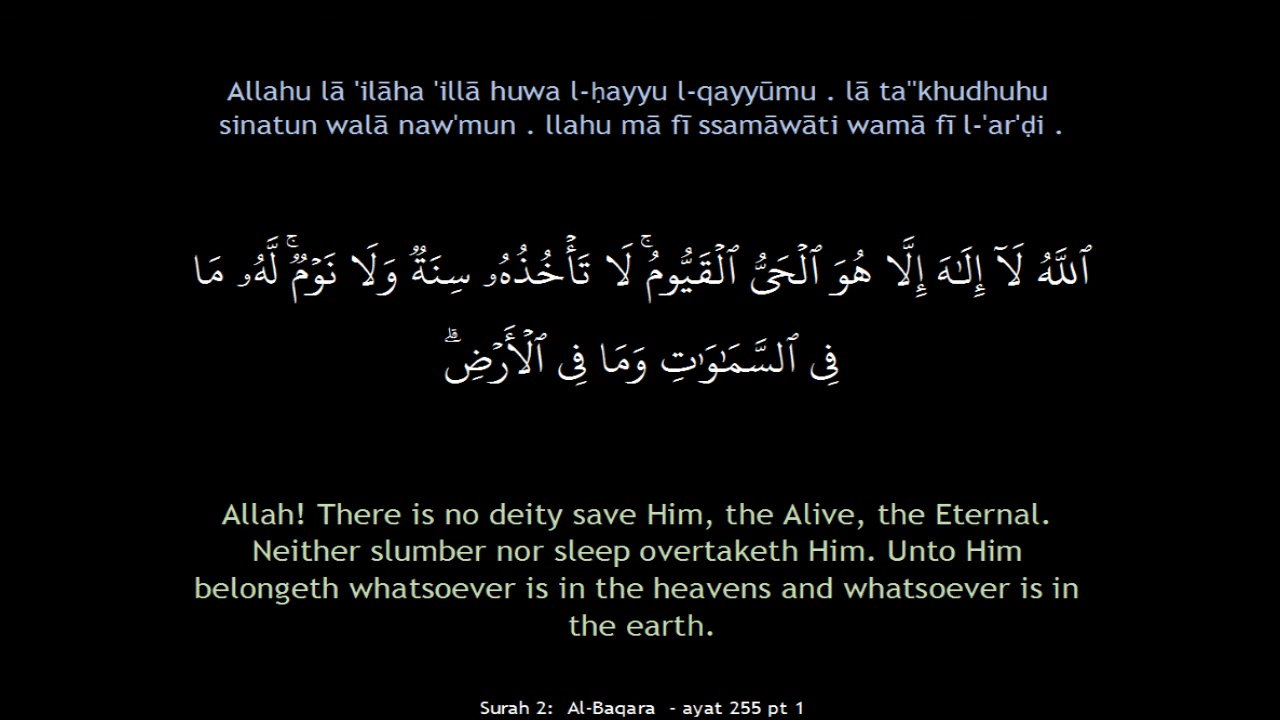 Allahu lā 'ilāha 'illā huwa l-ḥayyu l-qayyūmu . lā ta"khudhuhu
sinatun walā naw'mun . llahu mā fī ssamāwāti wamā fī l-'ar'ḍi .
ٱللَّهُ لَآ إِلَـٰهَ إِلَّا هُوَ ٱلْحَىُّ ٱلْقَيُّومُ ۚ لَا تَأْخُذُهُۥ سِنَةٌ وَلَا نَوْمٌ ۚ لَّهُۥ مَا
فِى ٱلسَّمَـٰوَٰتِ وَمَا فِى ٱلْأَرْضِ ۗ
Allah! There is no deity save Him, the Alive, the Eternal.
Neither slumber nor sleep overtaketh Him. Unto Him
belongeth whatsoever is in the heavens and whatsoever is in
the earth.
Surah 2:  Al-Baqara  - ayat 255 pt 1